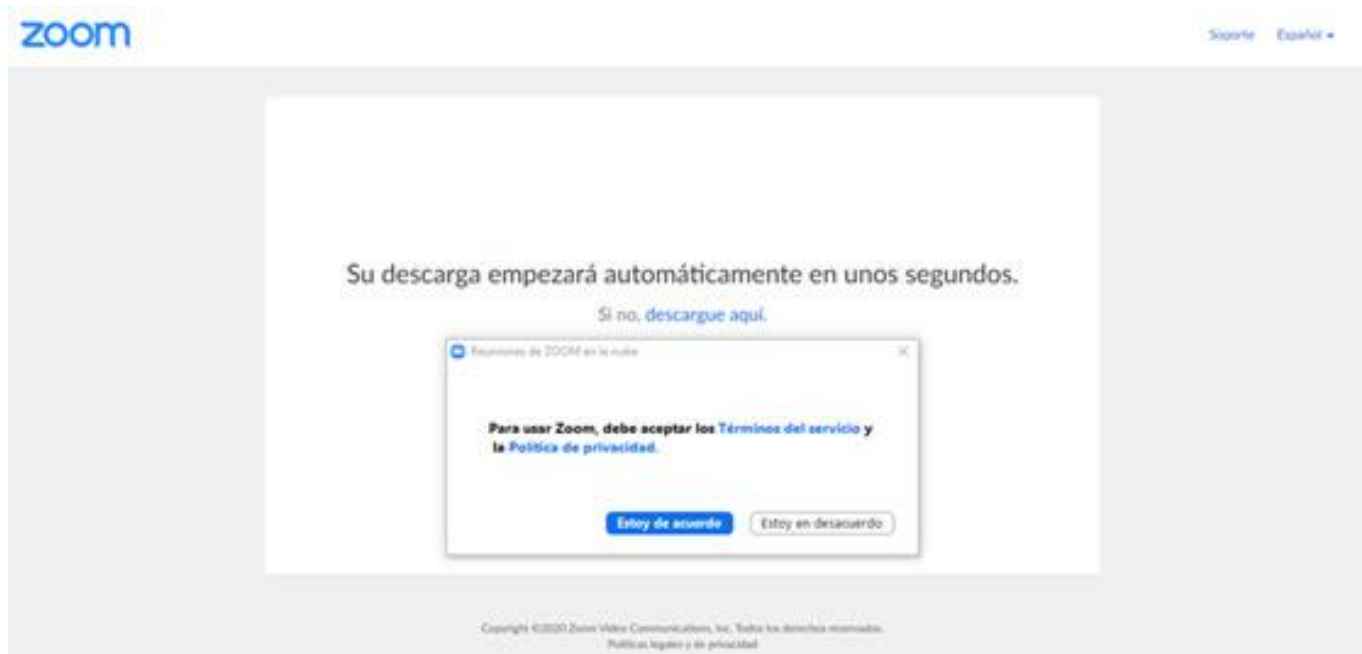 zoom
Soporte Español
Su descarga empezará automáticamente en unos segundos.
Si no, descargue aquí.
Reuniones de ZOOM en la nube
Para usar Zoom, debe aceptar los Términos del servicio y
la Política de privacidad.
Estoy de acuerdo Estoy en desacuerdo
Copyright ©2020 Zoom Video Communications, Inc. Todos los derechos reservados.
Políticas legales y de privacidad